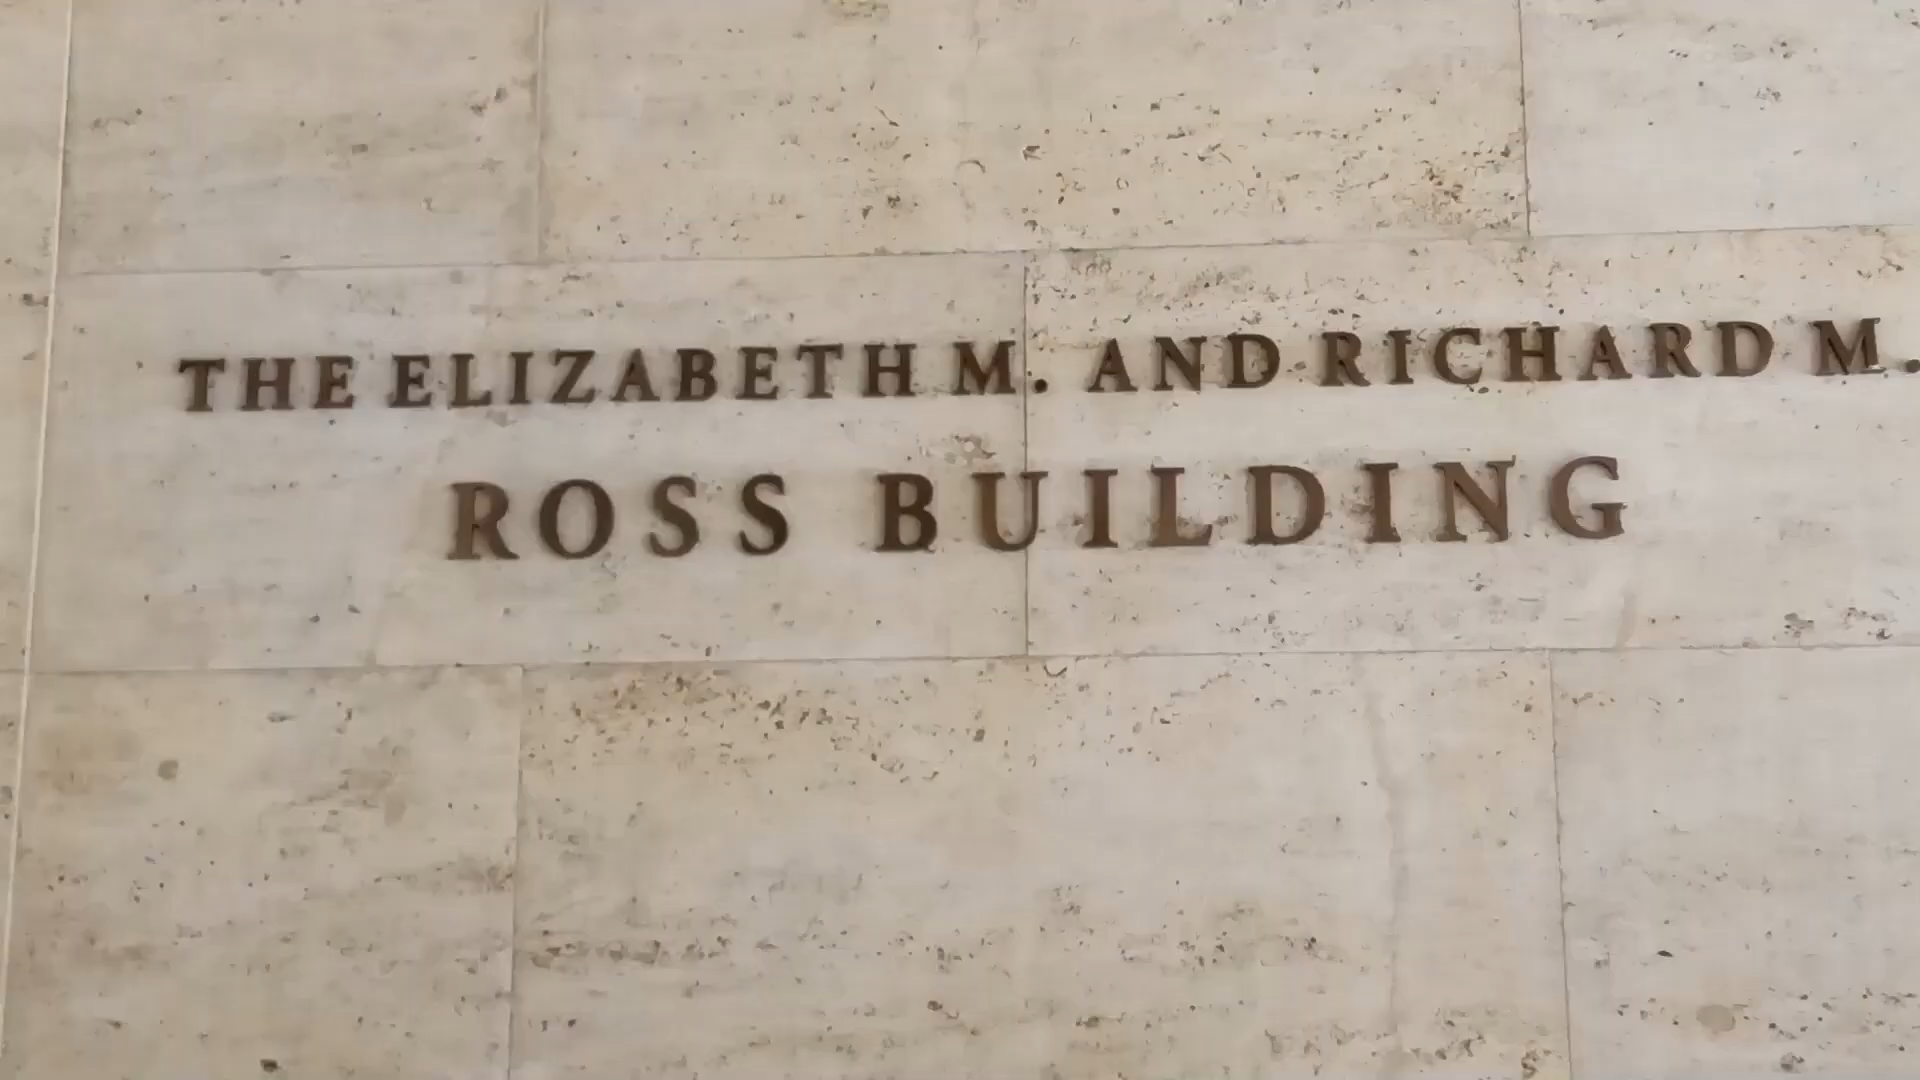 THE ELIZABETH M. AND RICHARD M.
ROSS BUILDING